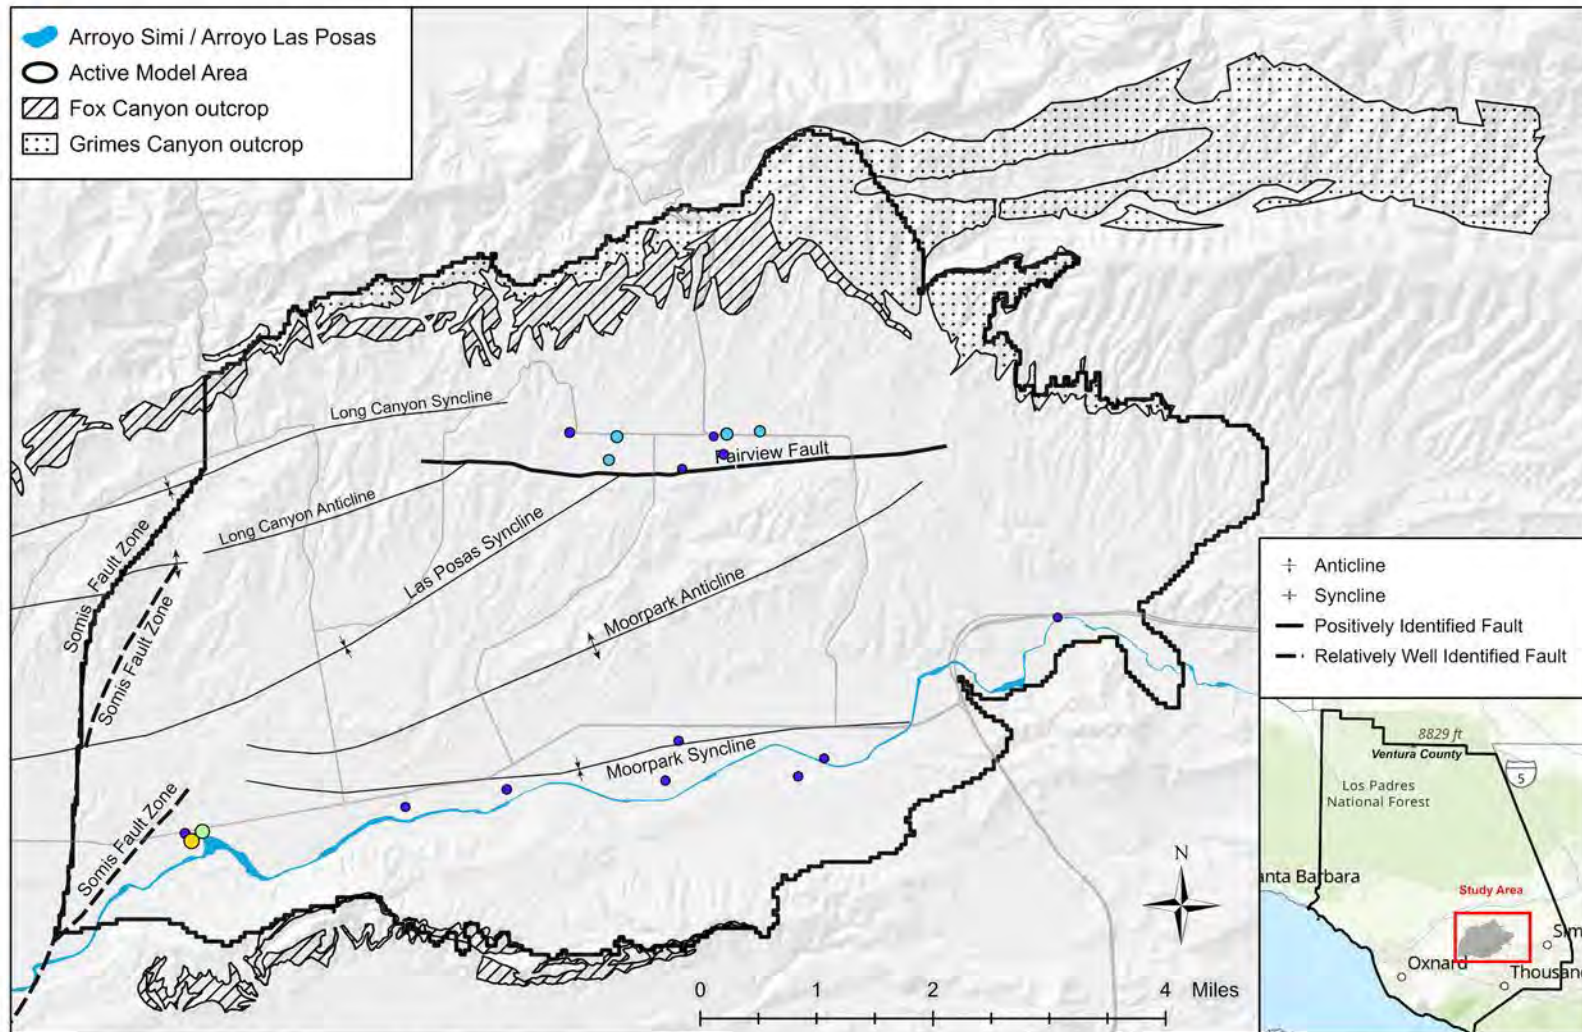 Arroyo Simi / Arroyo Las Posas
Active Model Area
Fox Canyon outcrop
Grimes Canyon outcrop
Long Canyon Syncline
Fairview Fault
Long Canyon Anticline
Las Posas Syncline
Somis Fault Zone
Somis Fault Zone
Moorpark Anticline
Moorpark Syncline
Somis Fault Zone
Anticline
Syncline
Positively Identified Fault
Relatively Well Identified Fault
N
0 1 2 4 Miles
8829 ft
Ventura County
5
Los Padres
National Forest
anta Barbara
Study Area
Sim
Oxnard
Thousan